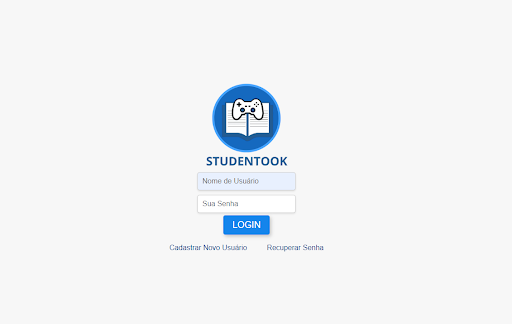 STUDENTOOK
Nome de Usuário
Sua Senha
LOGIN
Cadastrar Novo Usuário Recuperar Senha